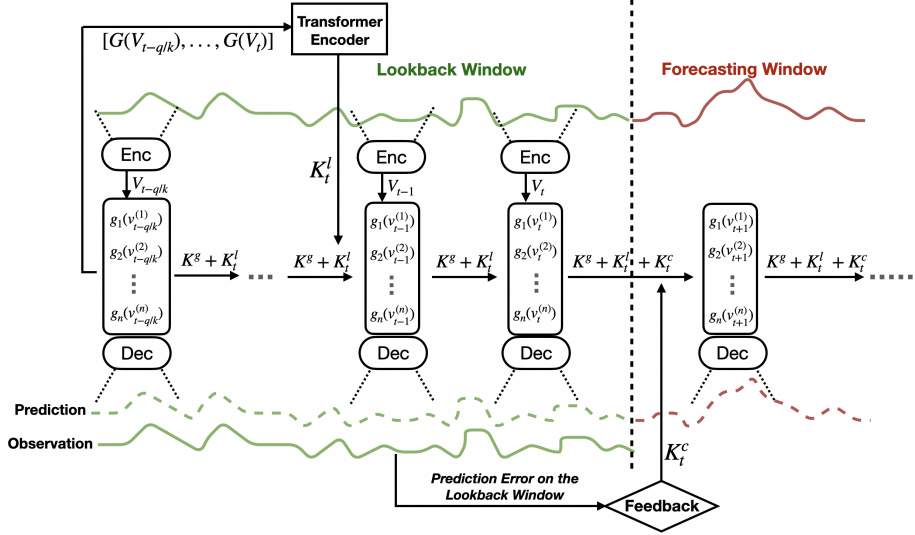 Transformer
Encoder
[G(V_{t−q/k}), . . . , G(V_t)]
Lookback Window
Forecasting Window
Enc
Enc
Enc
K_t^l
V_{t−q/k}
V_{t−1}
V_t
g_1(v_{t−q/k}^{(1)})
g_2(v_{t−q/k}^{(2)})
⋮
g_n(v_{t−q/k}^{(n)})
K^g + K_t^l
....
K^g + K_t^l
g_1(v_{t−1}^{(1)})
g_2(v_{t−1}^{(2)})
⋮
g_n(v_{t−1}^{(n)})
K^g + K_t^l
g_1(v_t^{(1)})
g_2(v_t^{(2)})
⋮
g_n(v_t^{(n)})
K^g + K_t^l + K_t^c
g_1(v_{t+1}^{(1)})
g_2(v_{t+1}^{(2)})
⋮
g_n(v_{t+1}^{(n)})
K^g + K_t^l + K_t^c
Dec
Dec
Dec
Dec
Prediction
Observation
Prediction Error on the
Lookback Window
K_t^c
Feedback